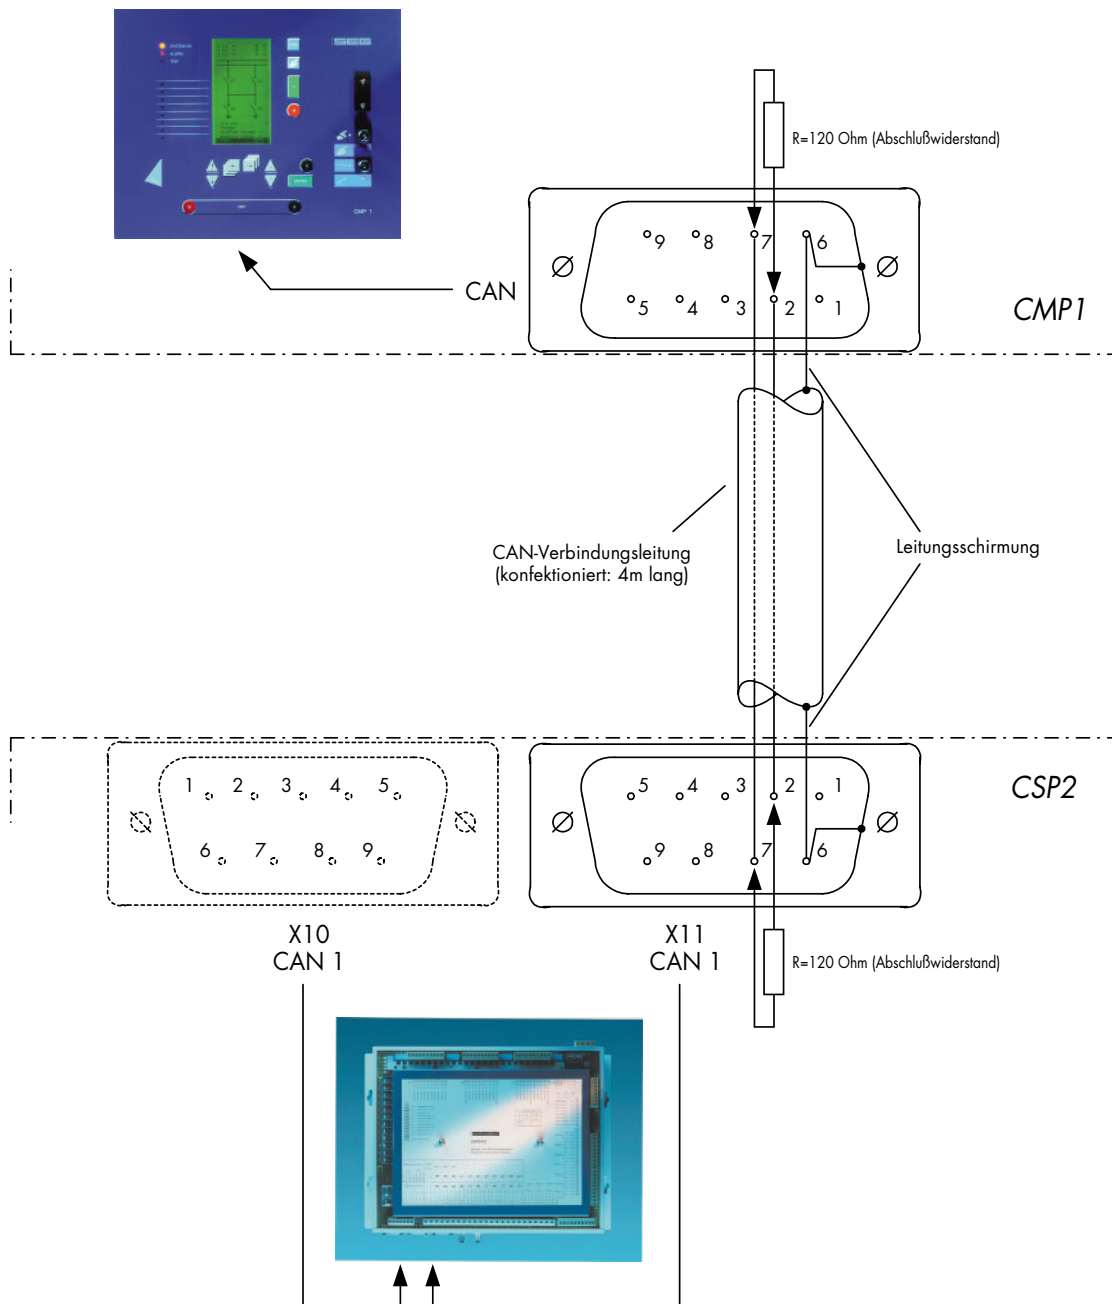 CMP 1
R=120 Ohm (Abschlußwiderstand)
9 8 7 6
5 4 3 2 1
CAN
CMP1
CAN-Verbindungsleitung
(konfektioniert: 4m lang)
Leitungsschirmung
1 2 3 4 5
6 7 8 9
5 4 3 2 1
9 8 7 6
CSP2
X10
CAN 1
X11
CAN 1
R=120 Ohm (Abschlußwiderstand)